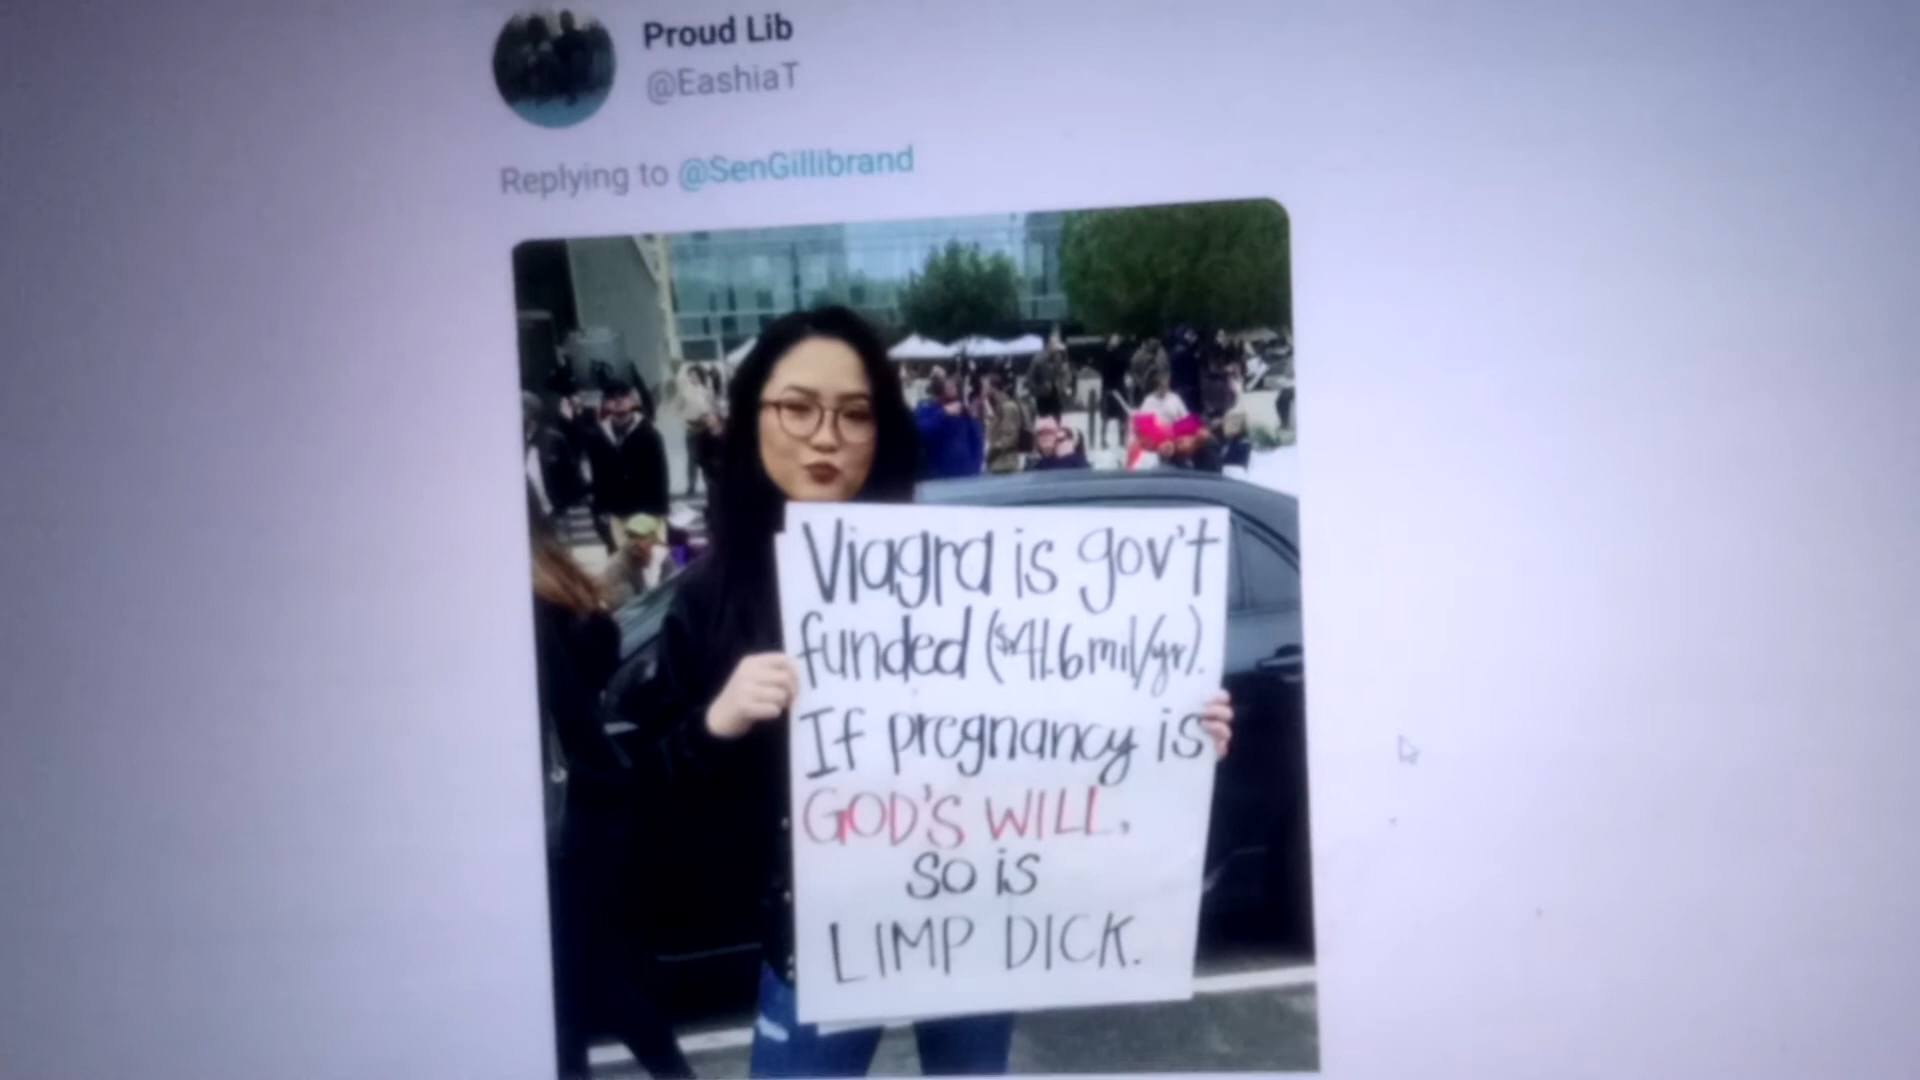 Proud Lib
@EashiaT
Replying to @SenGillibrand
Viagra is gov't
funded ($41.6mil/yr).
If pregnancy is
GOD'S WILL,
so is
LIMP DICK.